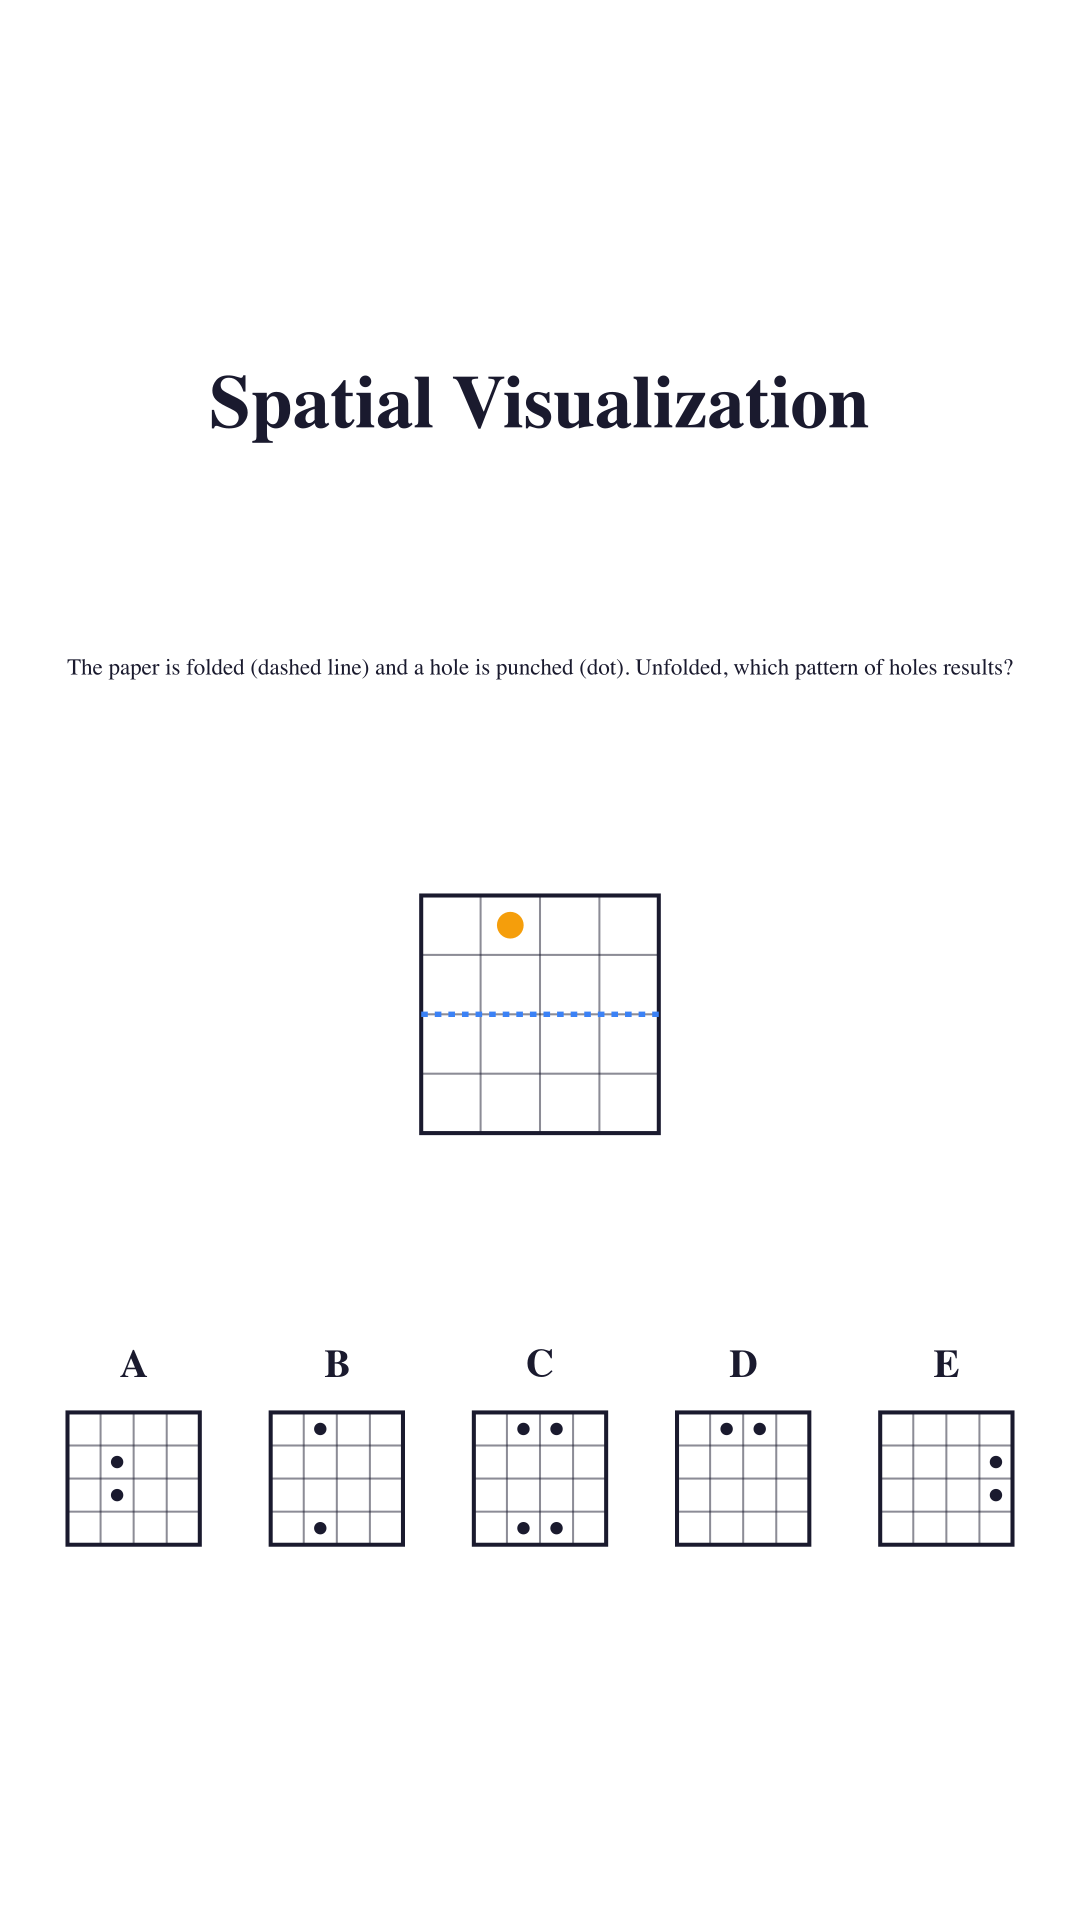 Spatial Visualization
The paper is folded (dashed line) and a hole is punched (dot). Unfolded, which pattern of holes results?
A B C D E